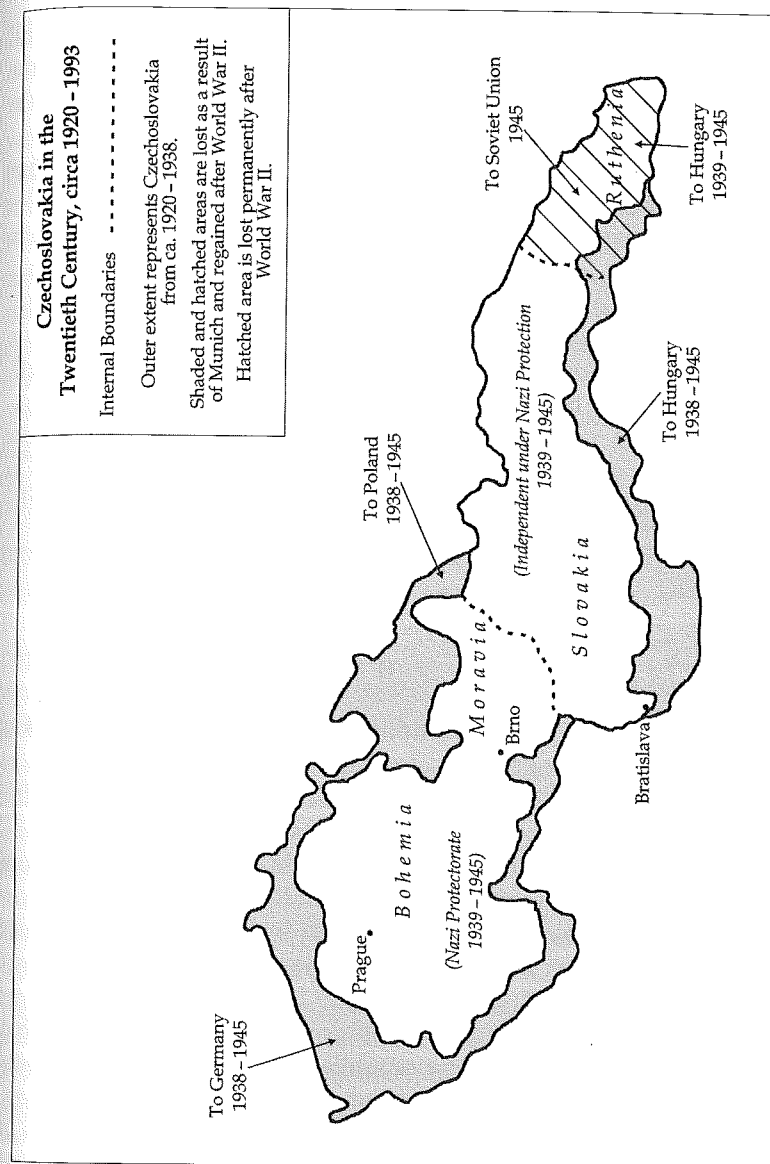 Czechoslovakia in the
Twentieth Century, circa 1920 – 1993
Internal Boundaries
Outer extent represents Czechoslovakia
from ca. 1920 – 1938.
Shaded and hatched areas are lost as a result
of Munich and regained after World War II.
Hatched area is lost permanently after
World War II.
To Germany
1938 – 1945
Prague
Bohemia
(Nazi Protectorate
1939 – 1945)
To Poland
1938 – 1945
Moravia
Brno
Bratislava
Slovakia
(Independent under Nazi Protection
1939 – 1945)
To Hungary
1938 – 1945
To Soviet Union
1945
Ruthenia
To Hungary
1939 – 1945